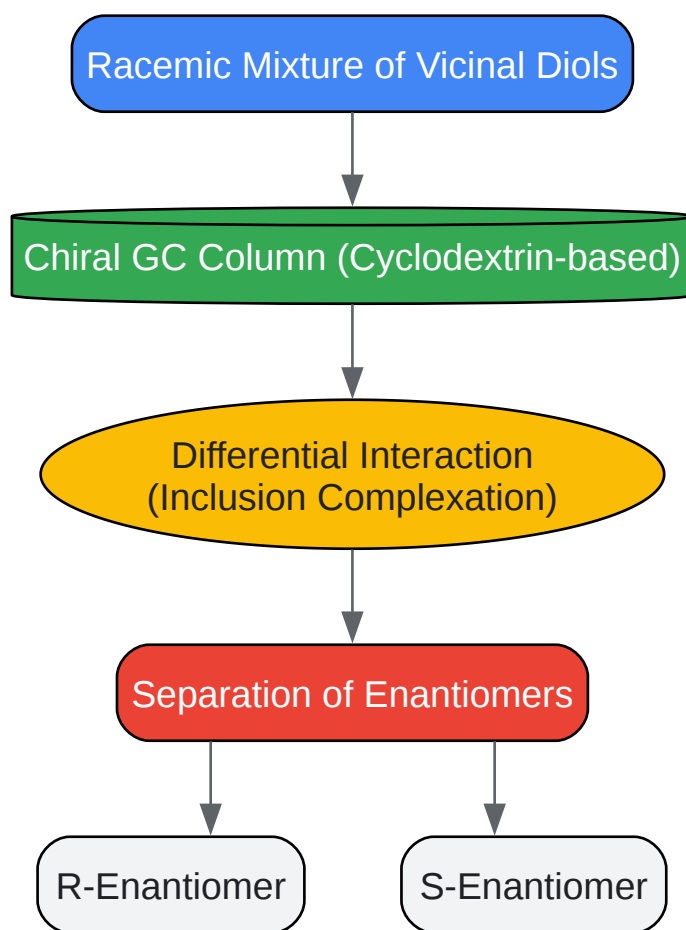 Racemic Mixture of Vicinal Diols
Chiral GC Column (Cyclodextrin-based)
Differential Interaction
(Inclusion Complexation)
Separation of Enantiomers
R-Enantiomer
S-Enantiomer